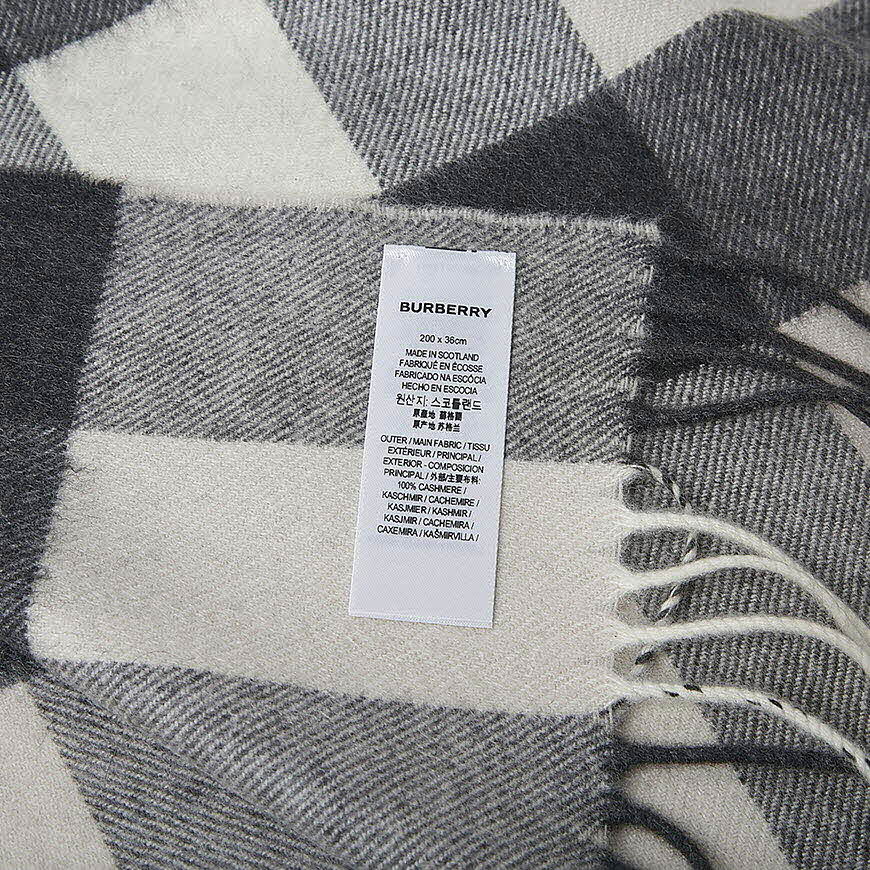 BURBERRY
200 x 36cm
MADE IN SCOTLAND
FABRIQUÉ EN ÉCOSSE
FABRICADO NA ESCÓCIA
HECHO EN ESCOCIA
원산지: 스코틀랜드
原產地 蘇格蘭
原产地 苏格兰
OUTER / MAIN FABRIC / TISSU
EXTÉRIEUR / PRINCIPAL /
EXTERIOR - COMPOSICION
PRINCIPAL / 外部/主要布料:
100% CASHMERE /
KASCHMIR / CACHEMIRE /
KASJMIER / KASHMIR /
KASJMIR / CACHEMIRA /
CAXEMIRA / KAŠMIRVILLA /